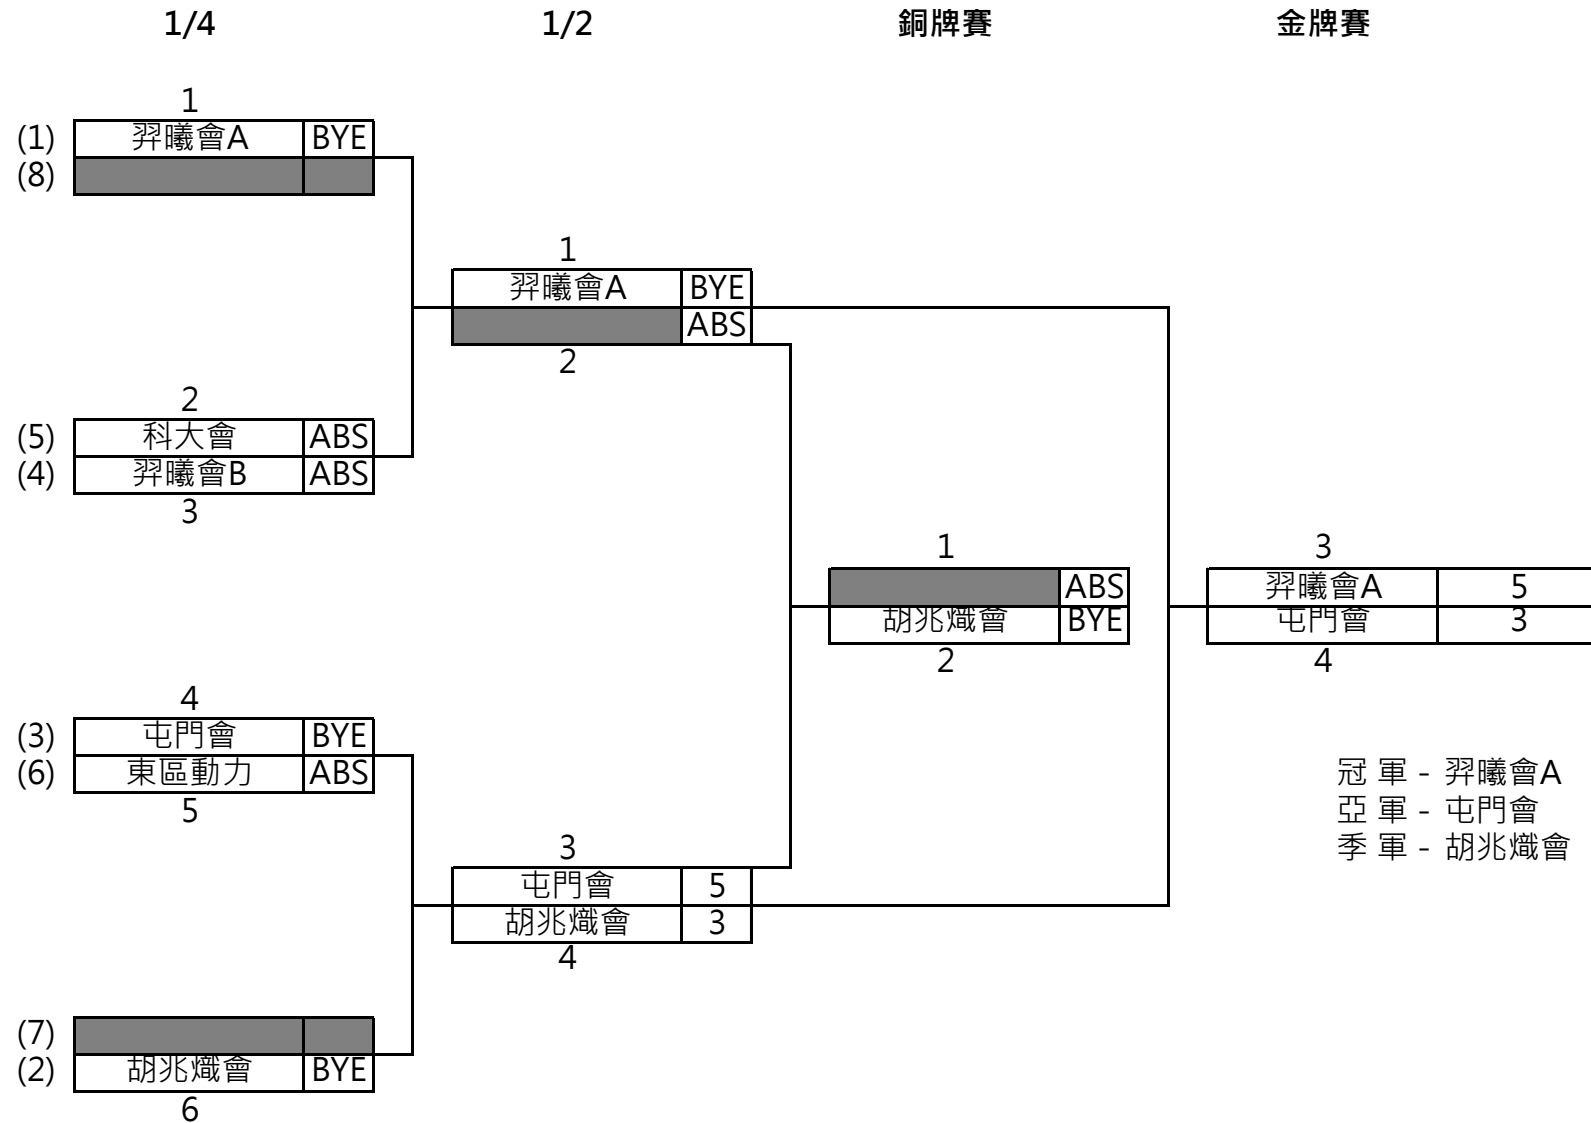 1/4 1/2 銅牌賽 金牌賽
1
(1) 羿曦會A BYE
(8)
1
羿曦會A BYE
ABS
2
2
(5) 科大會 ABS
(4) 羿曦會B ABS
3
1 3
ABS 羿曦會A 5
胡兆熾會 BYE 屯門會 3
2 4
4
(3) 屯門會 BYE
(6) 東區動力 ABS
5
冠 軍 - 羿曦會A
亞 軍 - 屯門會
季 軍 - 胡兆熾會
3
屯門會 5
胡兆熾會 3
4
(7)
(2) 胡兆熾會 BYE
6